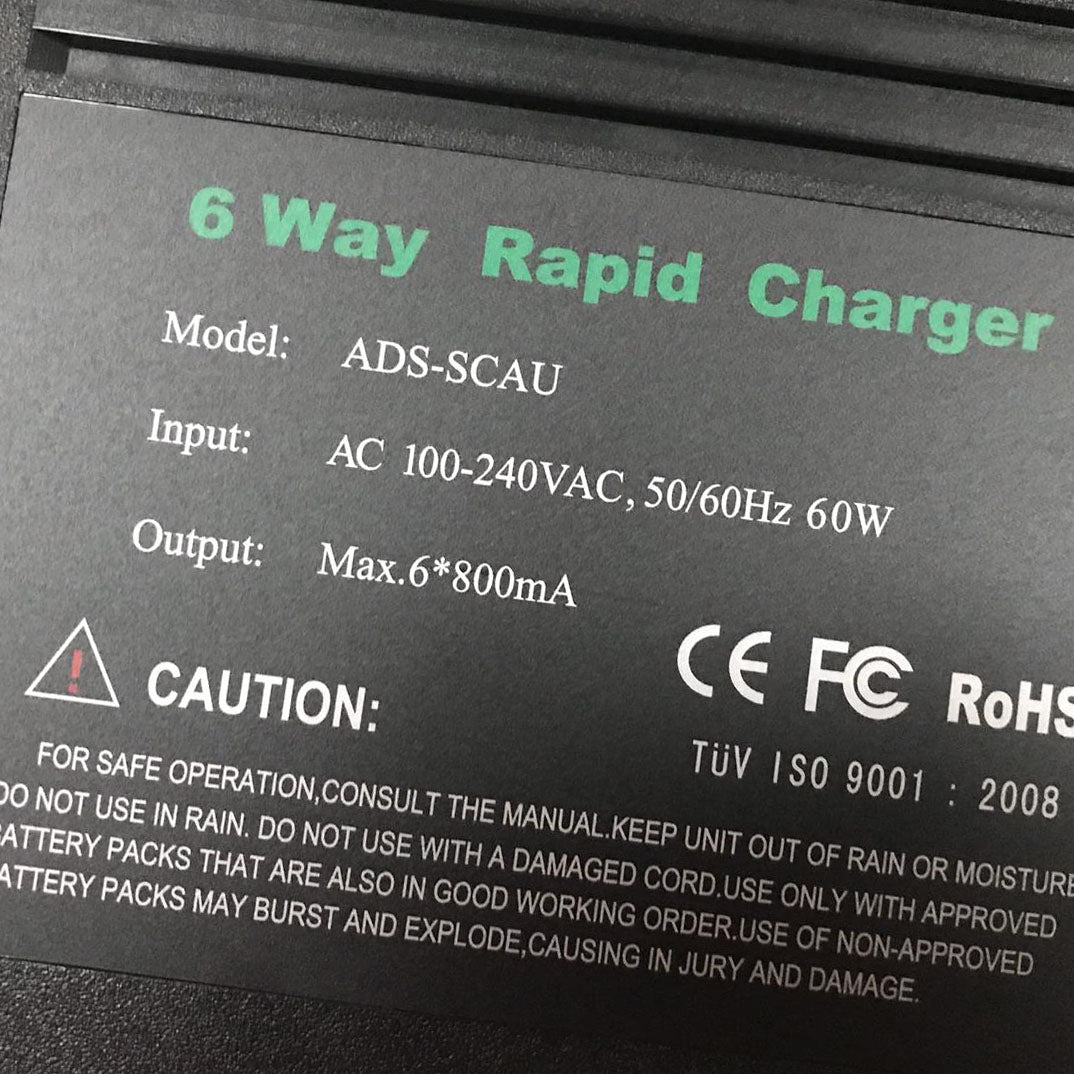 6 Way Rapid Charger
Model: ADS-SCAU
Input: AC 100-240VAC, 50/60Hz 60W
Output: Max.6*800mA
CE FC RoHS
! CAUTION:
TüV ISO 9001 : 2008
FOR SAFE OPERATION,CONSULT THE MANUAL.KEEP UNIT OUT OF RAIN OR MOISTURE
DO NOT USE IN RAIN. DO NOT USE WITH A DAMAGED CORD.USE ONLY WITH APPROVED
BATTERY PACKS THAT ARE ALSO IN GOOD WORKING ORDER.USE OF NON-APPROVED
BATTERY PACKS MAY BURST AND EXPLODE,CAUSING IN JURY AND DAMAGE.